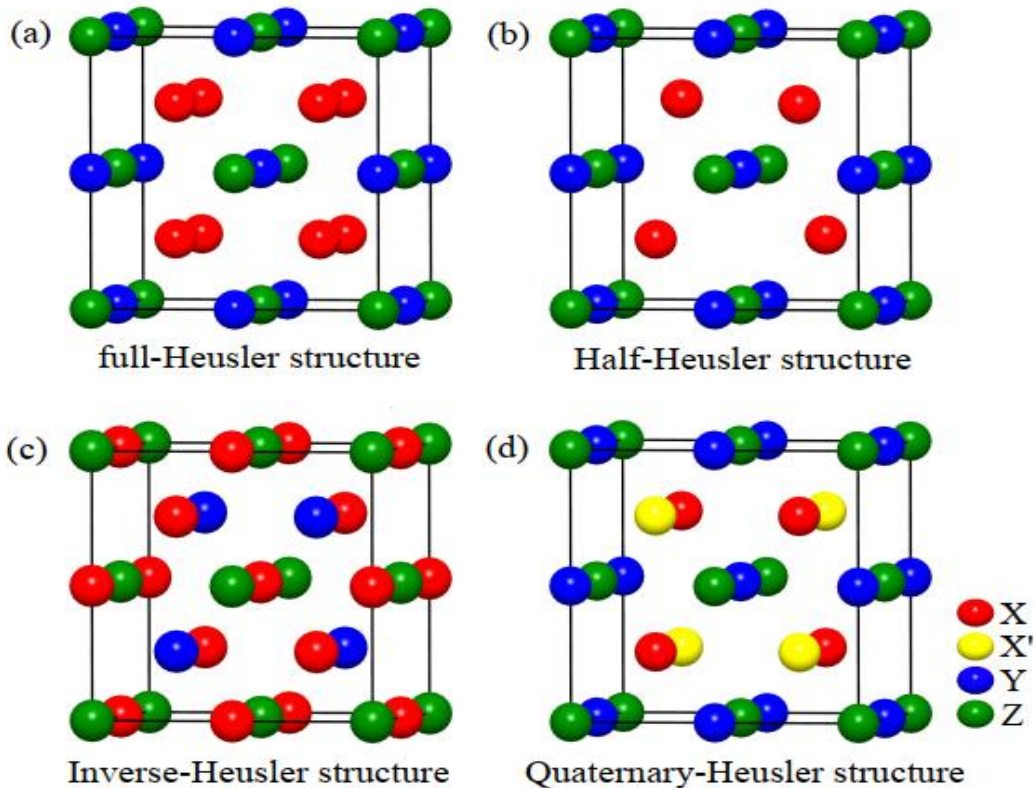 (a)
(b)
full-Heusler structure
Half-Heusler structure
(c)
(d)
X
X'
Y
Z
Inverse-Heusler structure
Quaternary-Heusler structure